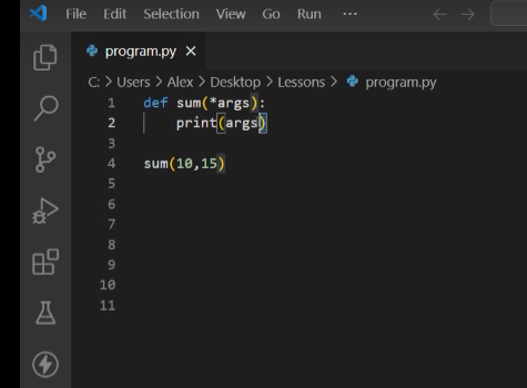 File Edit Selection View Go Run ···
program.py
C: > Users > Alex > Desktop > Lessons > program.py
1 def sum(*args):
2     print(args)
3
4 sum(10,15)
5
6
7
8
9
10
11